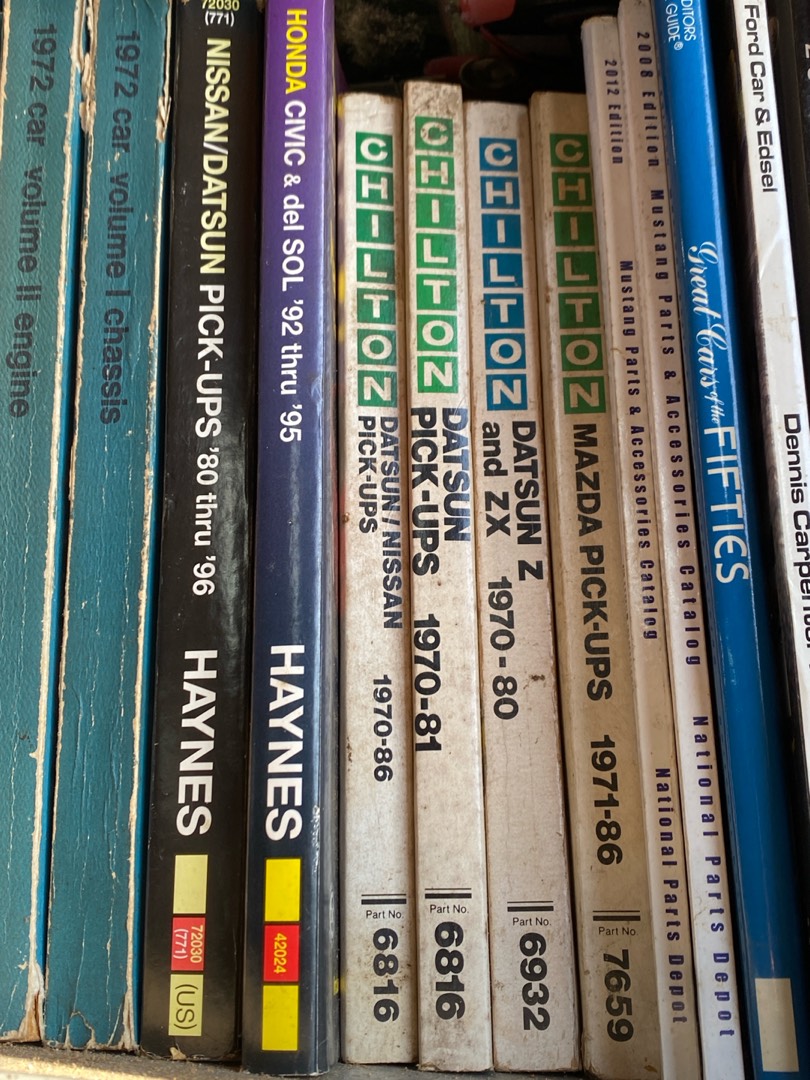 1972 car volume II engine
1972 car volume I chassis
72030
(771)
NISSAN/DATSUN PICK-UPS '80 thru '96
HAYNES
72030
(771)
(US)
HONDA CIVIC & del SOL '92 thru '95
HAYNES
42024
CHILTON
DATSUN/NISSAN
PICK-UPS
1970-86
Part No.
6816
CHILTON
DATSUN
PICK-UPS
1970-81
Part No.
6816
CHILTON
DATSUN Z
and ZX
1970-80
Part No.
6932
CHILTON
MAZDA PICK-UPS
1971-86
Part No.
7659
2012 Edition
Mustang Parts & Accessories Catalog
National Parts Depot
2008 Edition
Mustang Parts & Accessories Catalog
National Parts Depot
GUIDE®
Great Cars of the FIFTIES
Ford Car & Edsel
Dennis